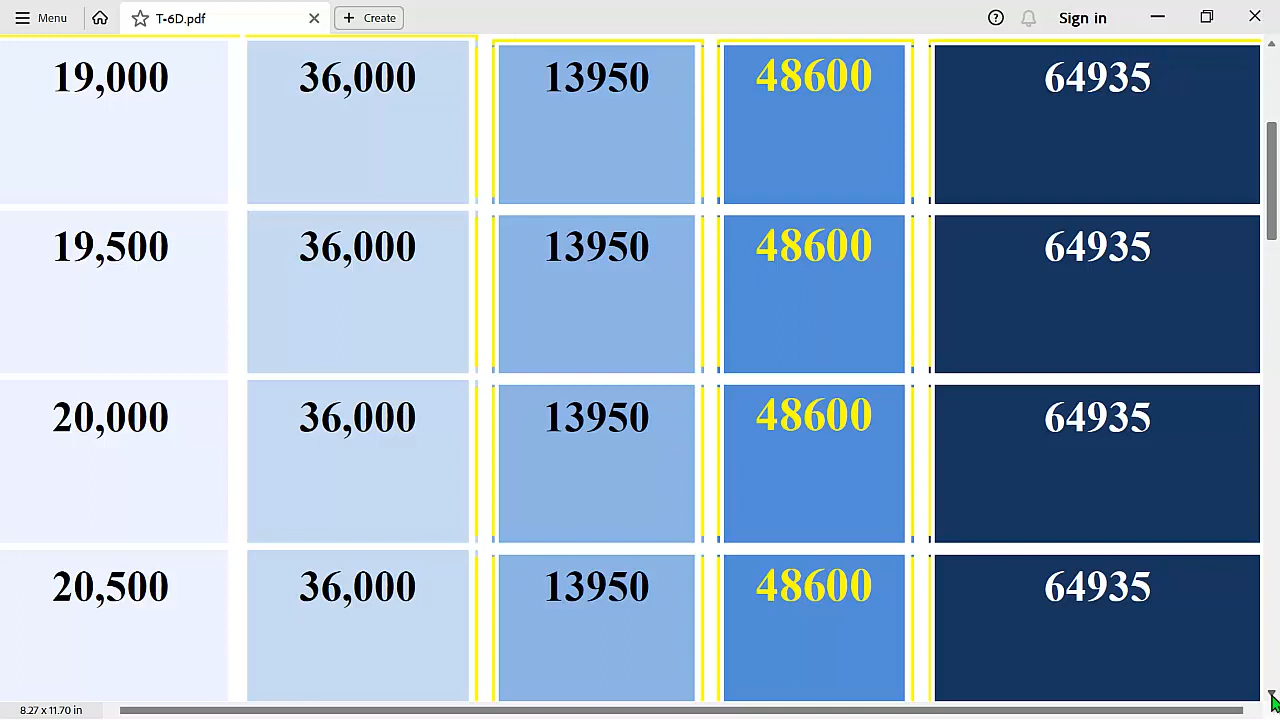 Menu T-6D.pdf Create Sign in
19,000 36,000 13950 48600 64935
19,500 36,000 13950 48600 64935
20,000 36,000 13950 48600 64935
20,500 36,000 13950 48600 64935
8.27 x 11.70 in